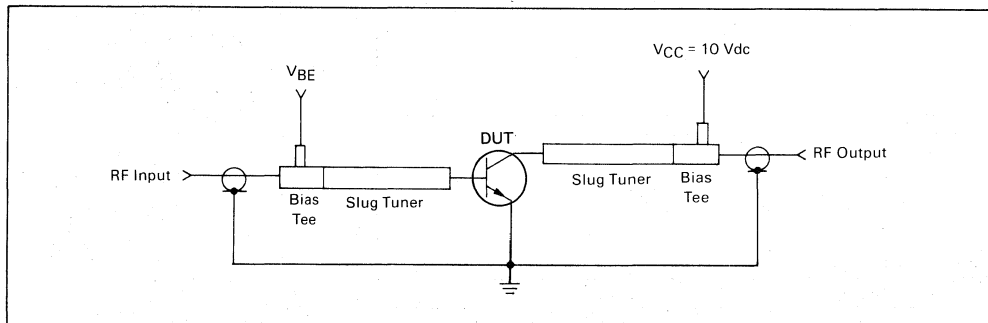 VCC = 10 Vdc
VBE
DUT
RF Input
RF Output
Bias
Tee
Slug Tuner
Slug Tuner
Bias
Tee